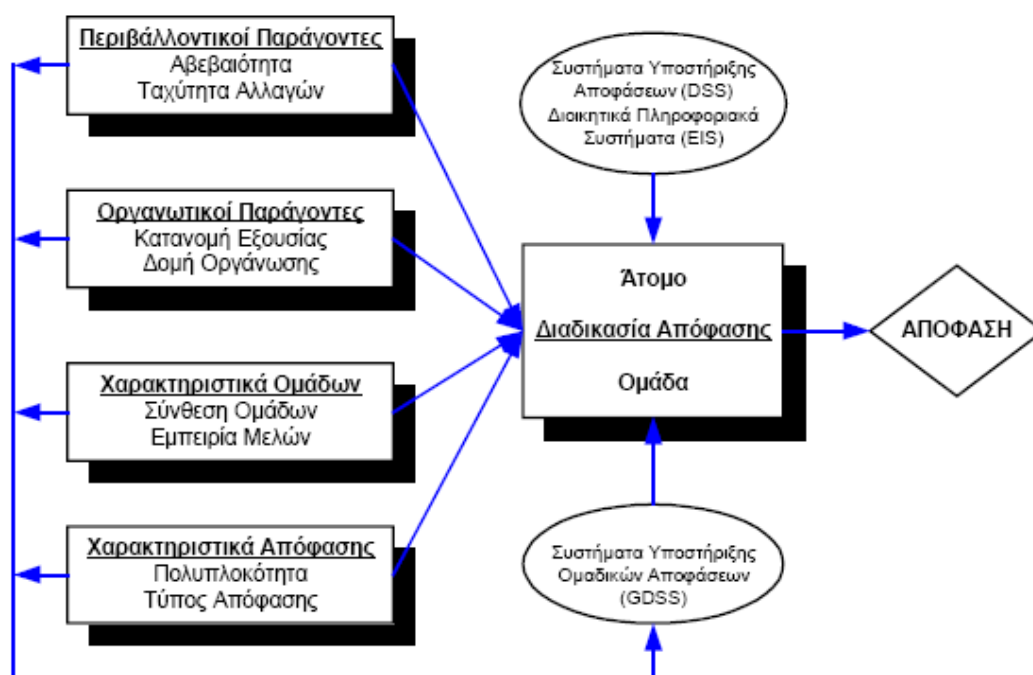 Περιβάλλοντικοί Παράγοντες
Αβεβαιότητα
Ταχύτητα Αλλαγών
Οργανωτικοί Παράγοντες
Κατανομή Εξουσίας
Δομή Οργάνωσης
Χαρακτηριστικά Ομάδων
Σύνθεση Ομάδων
Εμπειρία Μελών
Χαρακτηριστικά Απόφασης
Πολυπλοκότητα
Τύπος Απόφασης
Συστήματα Υποστήριξης
Αποφάσεων (DSS)
Διοικητικά Πληροφοριακά
Συστήματα (EIS)
Άτομο
Διαδικασία Απόφασης
Ομάδα
Συστήματα Υποστήριξης
Ομαδικών Αποφάσεων
(GDSS)
ΑΠΟΦΑΣΗ